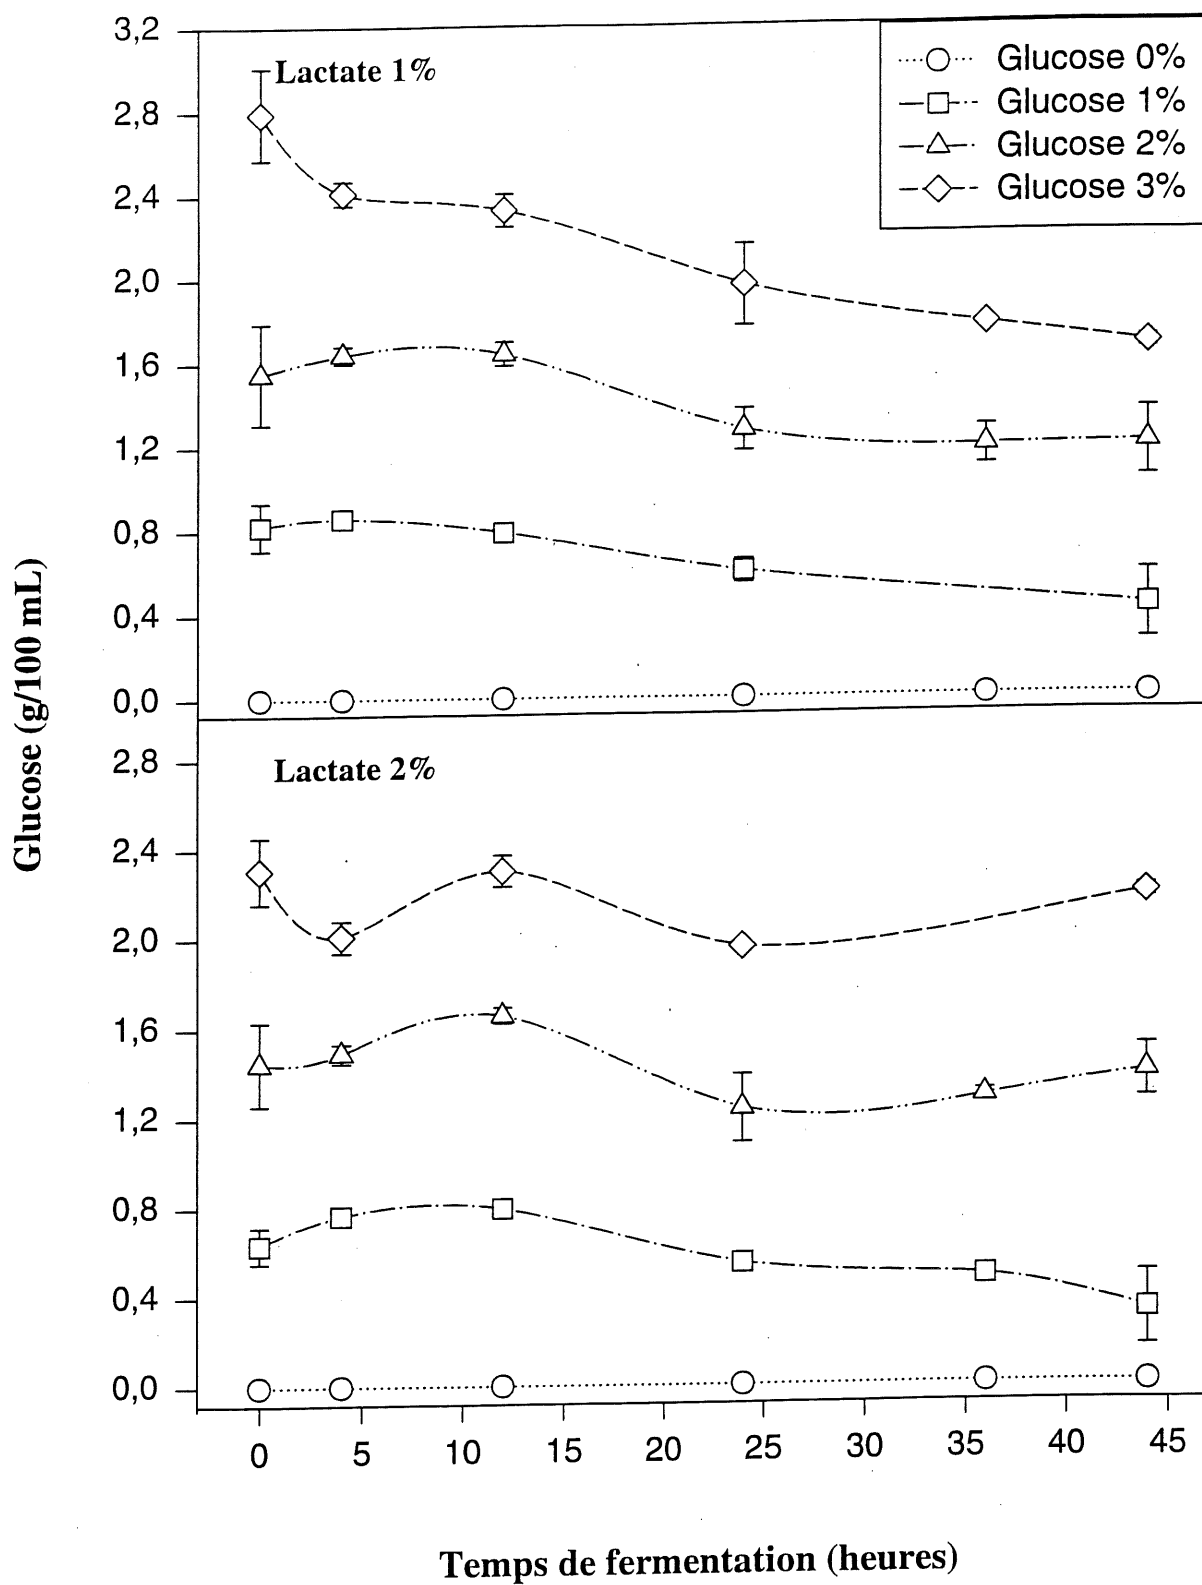 3,2
Lactate 1%
Glucose 0%
Glucose 1%
Glucose 2%
Glucose 3%
2,8
2,4
2,0
1,6
1,2
0,8
0,4
0,0
Glucose (g/100 mL)
Lactate 2%
2,8
2,4
2,0
1,6
1,2
0,8
0,4
0,0
0 5 10 15 20 25 30 35 40 45
Temps de fermentation (heures)